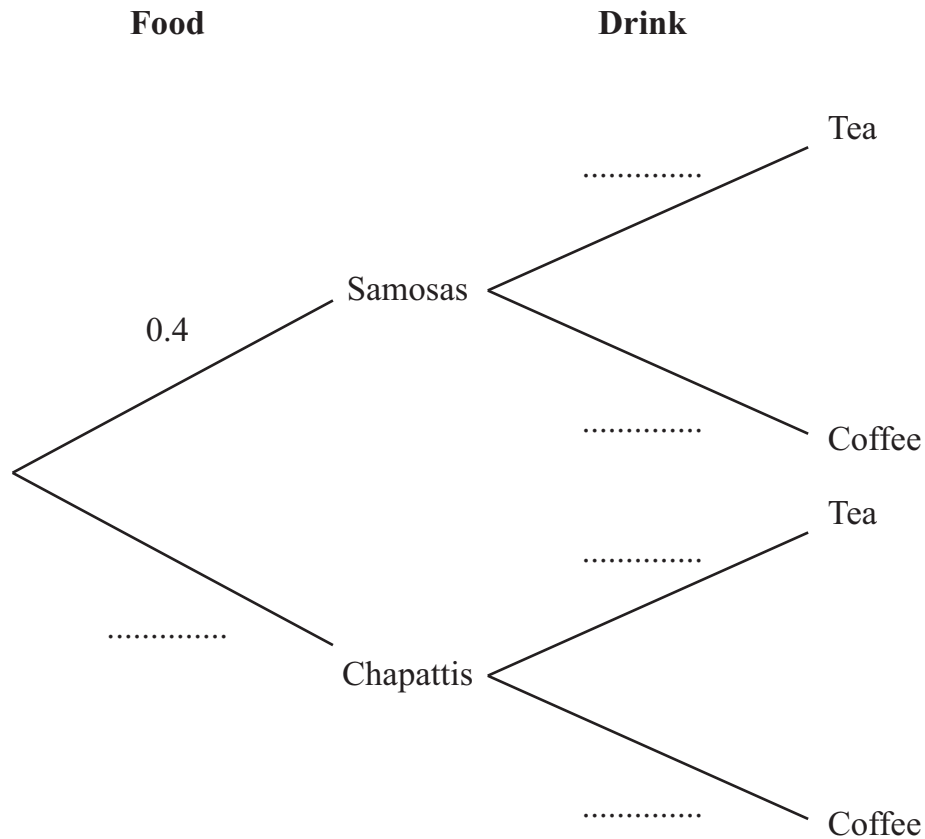 Food Drink
Tea
..............
Samosas
0.4
..............
Coffee
Tea
..............
..............
Chapattis
..............
Coffee